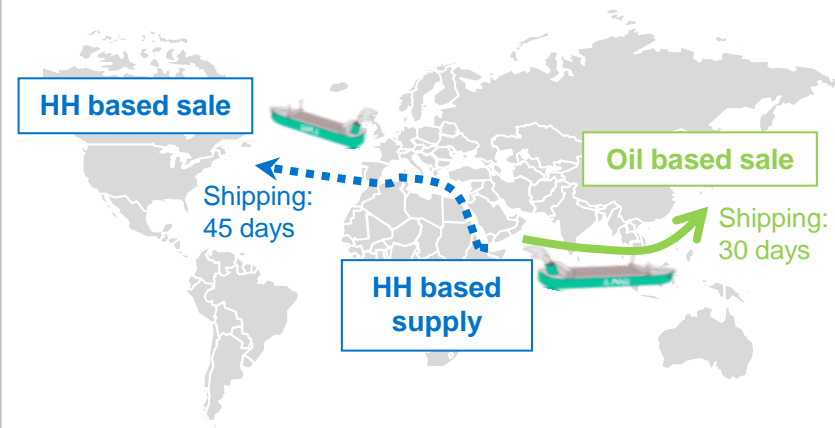 HH based sale
Oil based sale
Shipping:
45 days
Shipping:
30 days
HH based
supply